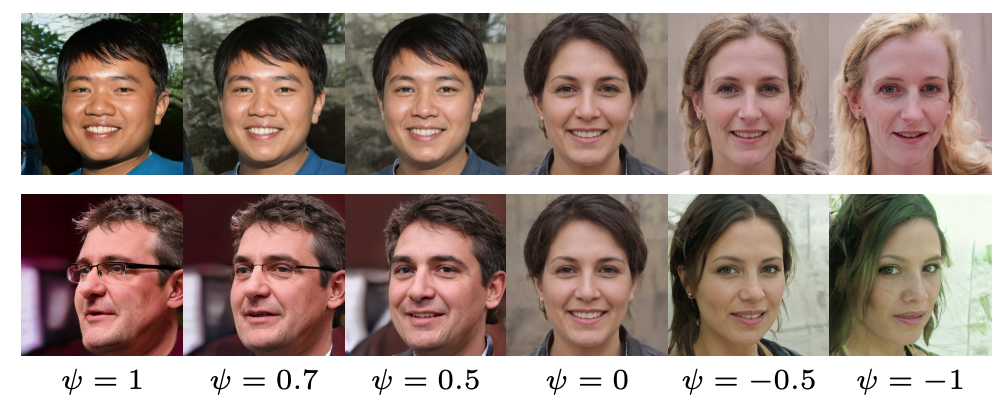 ψ = 1 ψ = 0.7 ψ = 0.5 ψ = 0 ψ = −0.5 ψ = −1